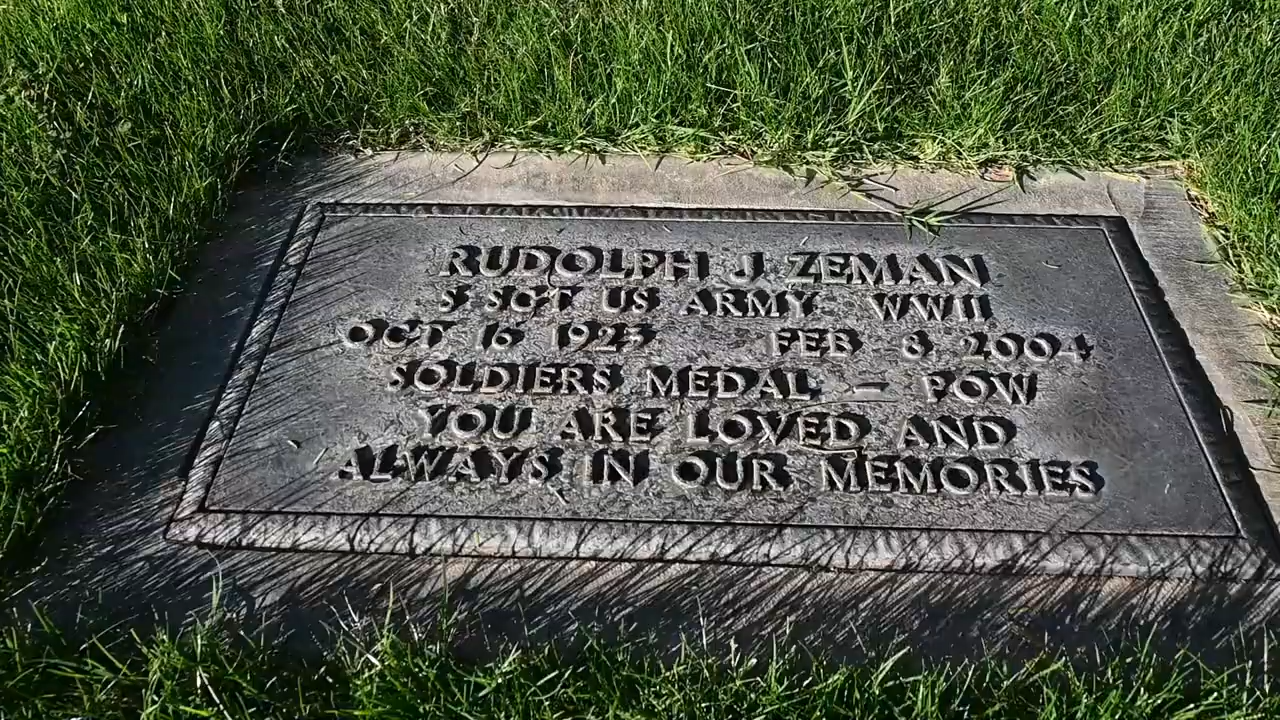 RUDOLPH J ZEMAN
S SGT US ARMY WWII
OCT 16 1923 FEB 8 2004
SOLDIERS MEDAL – POW
YOU ARE LOVED AND
ALWAYS IN OUR MEMORIES